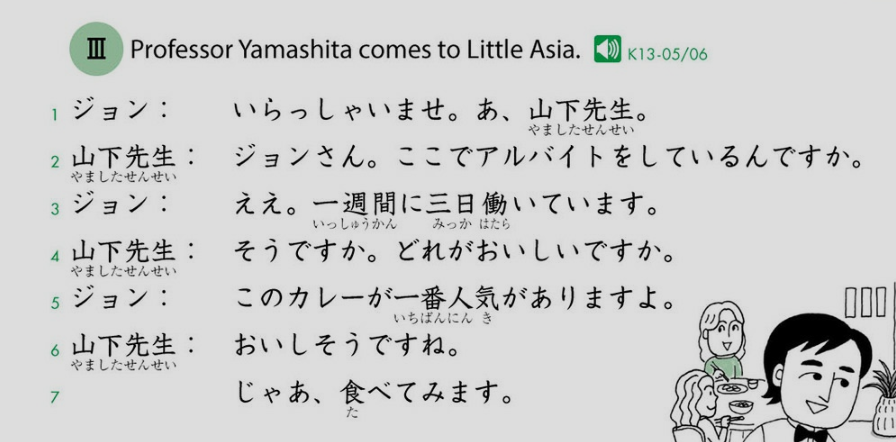 Ⅲ Professor Yamashita comes to Little Asia. K13-05/06
1 ジョン： いらっしゃいませ。あ、山下先生。
やましたせんせい
2 山下先生： ジョンさん。ここでアルバイトをしているんですか。
やましたせんせい
3 ジョン： ええ。一週間に三日働いています。
いっしゅうかん みっか はたら
4 山下先生： そうですか。どれがおいしいですか。
やましたせんせい
5 ジョン： このカレーが一番人気がありますよ。
いちばんにん き
6 山下先生： おいしそうですね。
やましたせんせい
7 じゃあ、食べてみます。
た